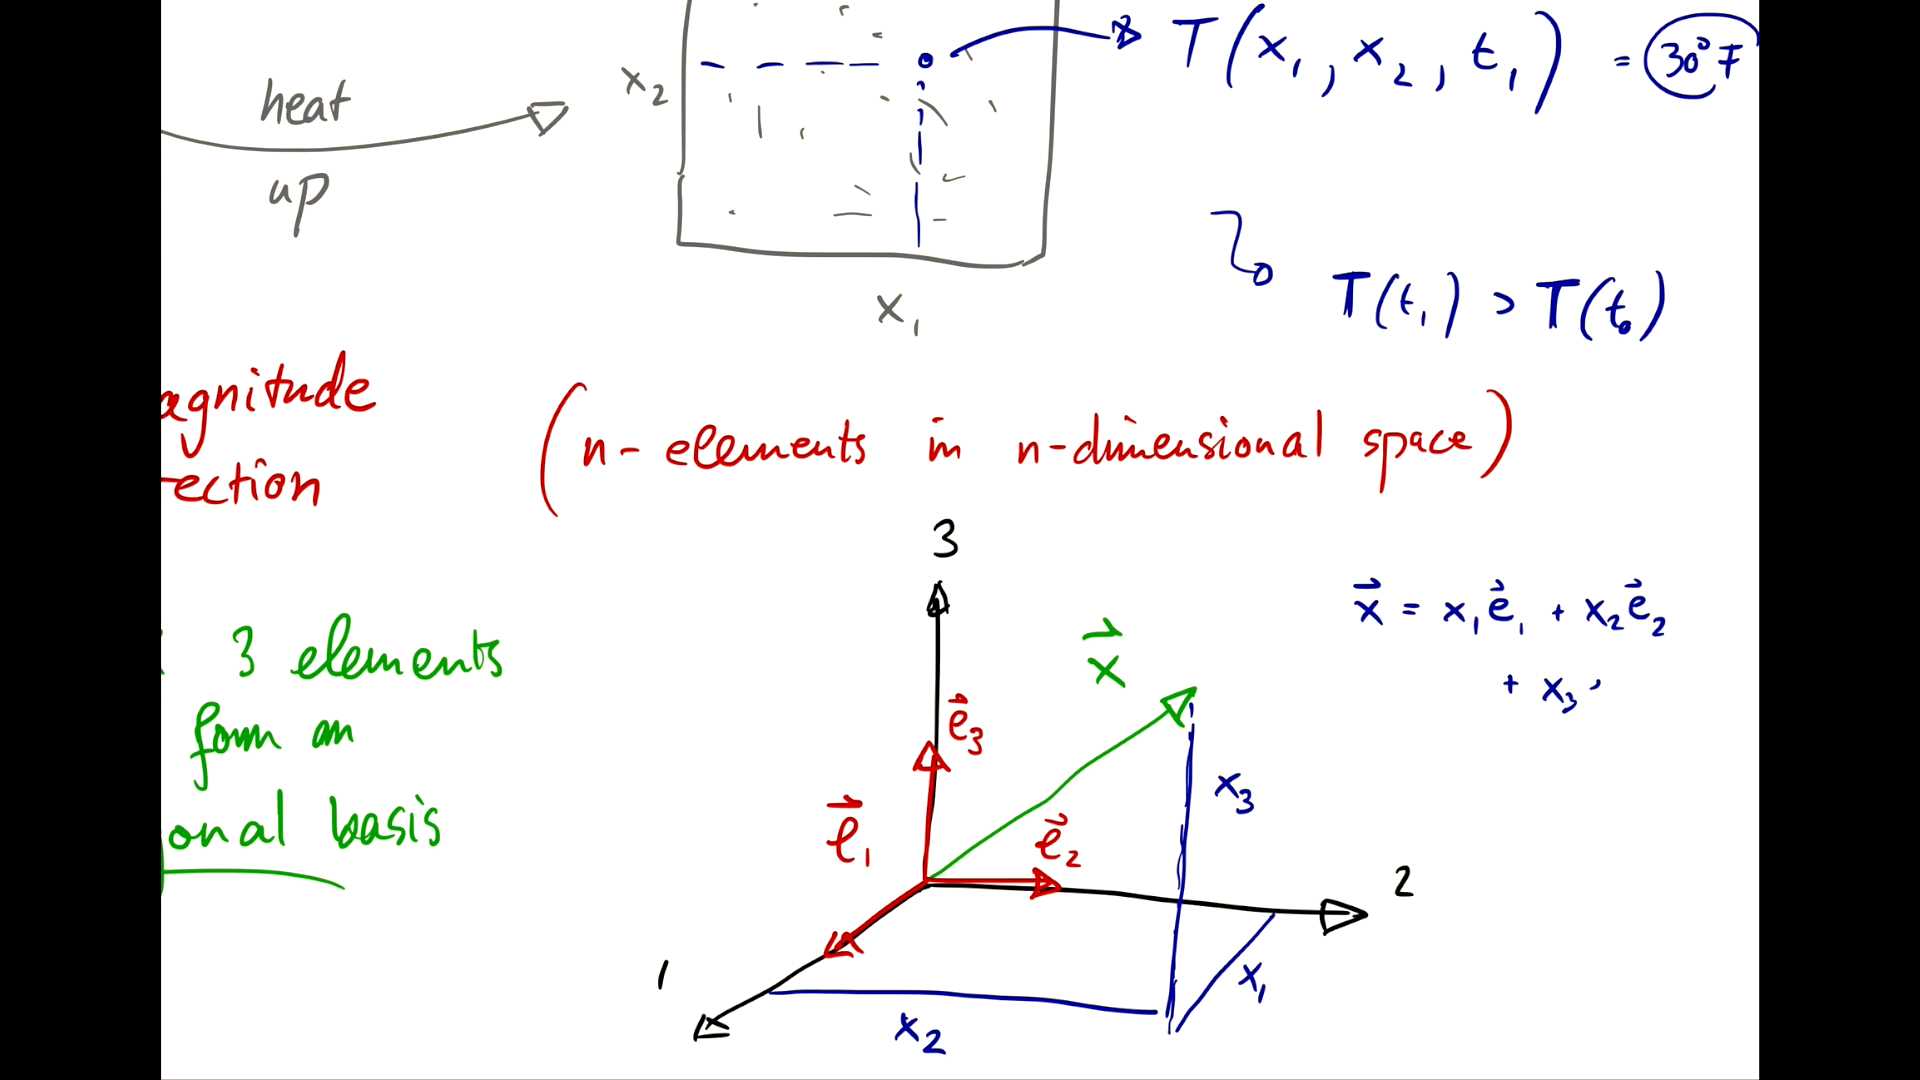 heat
up
x₂
T(x₁, x₂, t₁) = 30°F
x₁
T(t₁) > T(t₀)
agnitude
ection
(n-elements in n-dimensional space)
3
3 elements
form an
onal basis
x⃗
x⃗ = x₁e⃗₁ + x₂e⃗₂
+ x₃
e⃗₃
x₃
e⃗₁
e⃗₂
2
1
x₁
x₂